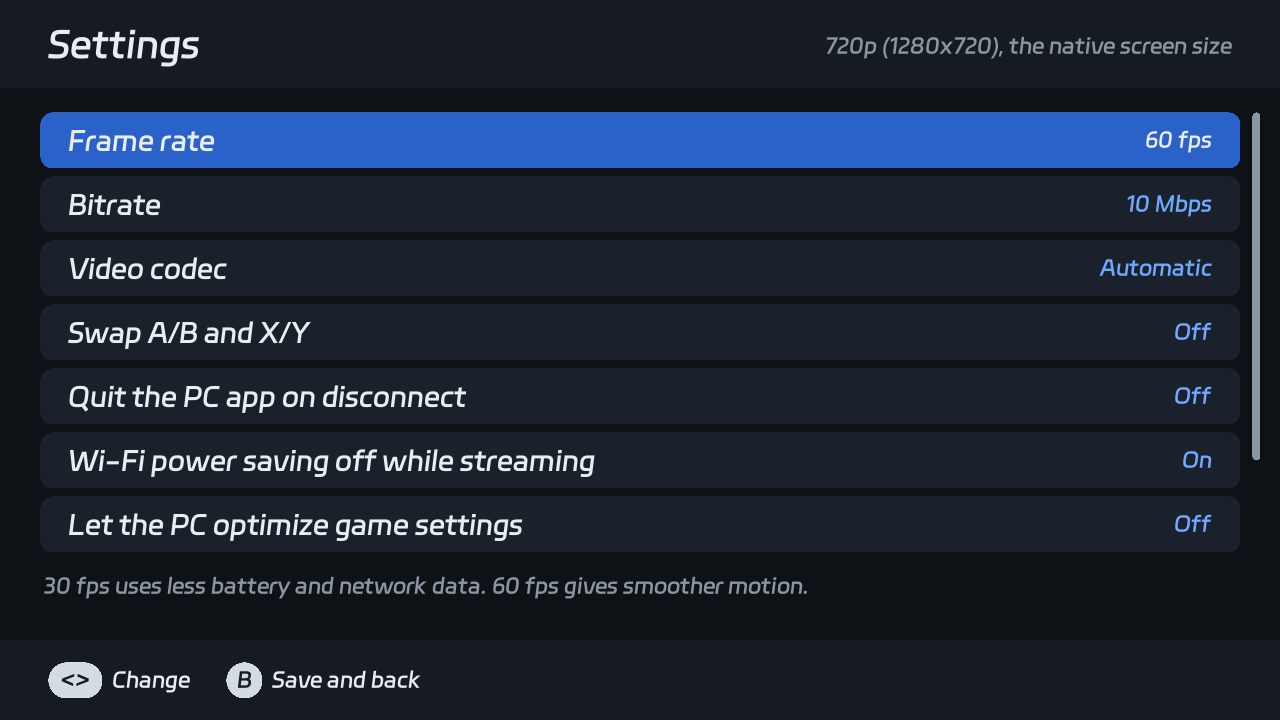 Settings
720p (1280x720), the native screen size
Frame rate 60 fps
Bitrate 10 Mbps
Video codec Automatic
Swap A/B and X/Y Off
Quit the PC app on disconnect Off
Wi-Fi power saving off while streaming On
Let the PC optimize game settings Off
30 fps uses less battery and network data. 60 fps gives smoother motion.
<> Change B Save and back